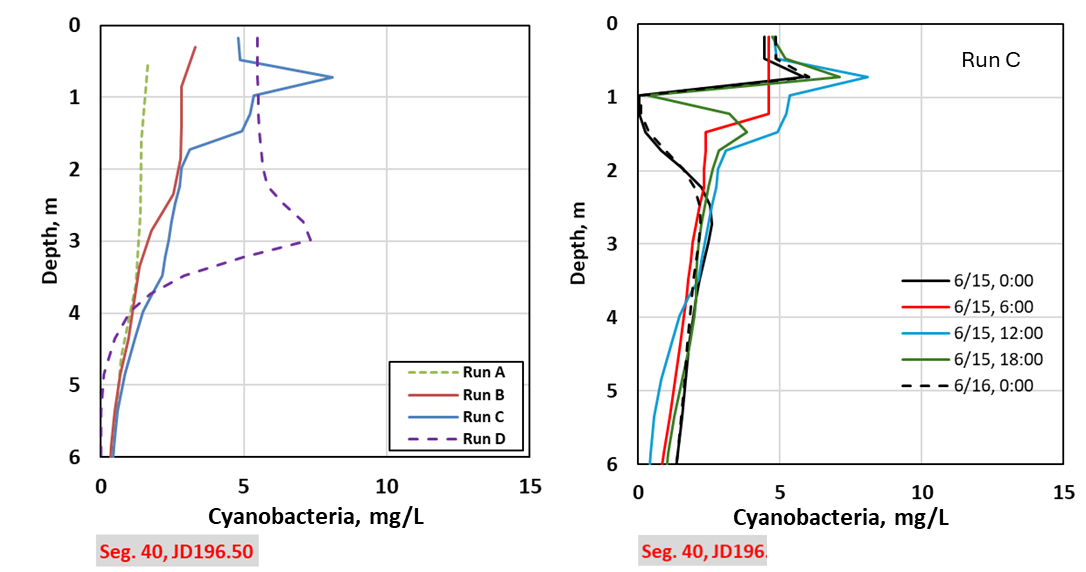 0
1
2
3
4
5
6
Depth, m
Run A
Run B
Run C
Run D
0 5 10 15
Cyanobacteria, mg/L
Seg. 40, JD196.50
0
1
2
3
4
5
6
Depth, m
Run C
6/15, 0:00
6/15, 6:00
6/15, 12:00
6/15, 18:00
6/16, 0:00
0 5 10 15
Cyanobacteria, mg/L
Seg. 40, JD196.